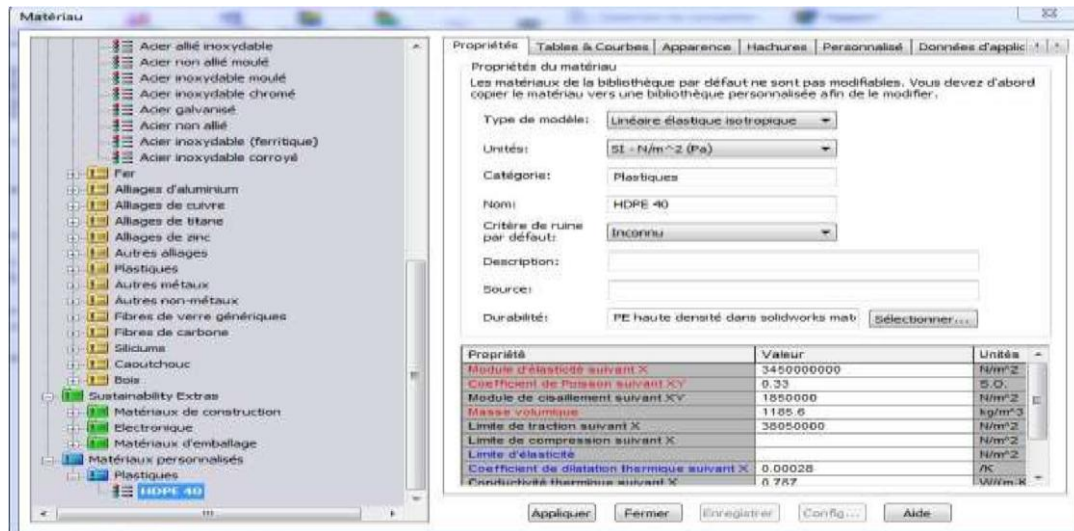 Matériau
Acier allié inoxydable
Acier non allié moulé
Acier inoxydable moulé
Acier inoxydable chromé
Acier galvanisé
Acier non allié
Acier inoxydable (ferritique)
Acier inoxydable corroyé
Fer
Alliages d'aluminium
Alliages de cuivre
Alliages de titane
Alliages de zinc
Autres alliages
Plastiques
Autres métaux
Autres non-métaux
Fibres de verre génériques
Fibres de carbone
Siliciums
Caoutchouc
Bois
Sustainability Extras
Matériaux de construction
Electronique
Matériaux d'emballage
Matériaux personnalisés
Plastiques
HDPE 40
Propriétés Tables & Courbes Apparence Hachures Personnalisé Données d'applic
Propriétés du matériau
Les matériaux de la bibliothèque par défaut ne sont pas modifiables. Vous devez d'abord
copier le matériau vers une bibliothèque personnalisée afin de le modifier.
Type de modèle: Linéaire élastique isotropique
Unités: SI - N/m^2 (Pa)
Catégorie: Plastiques
Nom: HDPE 40
Critère de ruine
par défaut: Inconnu
Description:
Source:
Durabilité: PE haute densité dans solidworks mat Sélectionner...
Propriété Valeur Unités
Module d'élasticité suivant X 3450000000 N/m^2
Coefficient de Poisson suivant XY 0.33 S.O.
Module de cisaillement suivant XY 1850000 N/m^2
Masse volumique 1185.6 kg/m^3
Limite de traction suivant X 38050000 N/m^2
Limite de compression suivant X N/m^2
Limite d'élasticité N/m^2
Coefficient de dilatation thermique suivant X 0.00028 /K
Conductivité thermique suivant X 0.787 W/(m·K
Appliquer Fermer Enregistrer Config... Aide